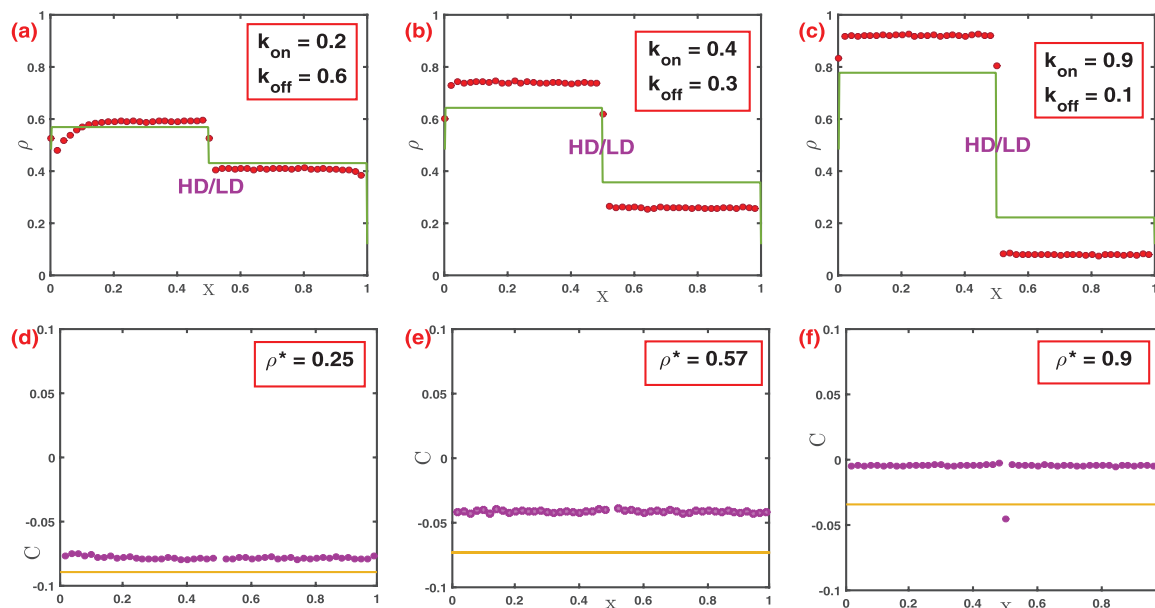 (a)
k_on = 0.2
k_off = 0.6
HD/LD
ρ
1
0.8
0.6
0.4
0.2
0
0 0.2 0.4 0.6 0.8 1
X
(b)
k_on = 0.4
k_off = 0.3
HD/LD
ρ
1
0.8
0.6
0.4
0.2
0
0 0.2 0.4 0.6 0.8 1
X
(c)
k_on = 0.9
k_off = 0.1
HD/LD
ρ
1
0.8
0.6
0.4
0.2
0
0 0.2 0.4 0.6 0.8 1
X
(d)
ρ* = 0.25
C
0.1
0.05
0
-0.05
-0.1
0 0.2 0.4 0.6 0.8 1
(e)
ρ* = 0.57
C
0.1
0.05
0
-0.05
-0.1
0 0.2 0.4 0.6 0.8 1
X
(f)
ρ* = 0.9
C
0.1
0.05
0
-0.05
-0.1
0 0.2 0.4 0.6 0.8
X